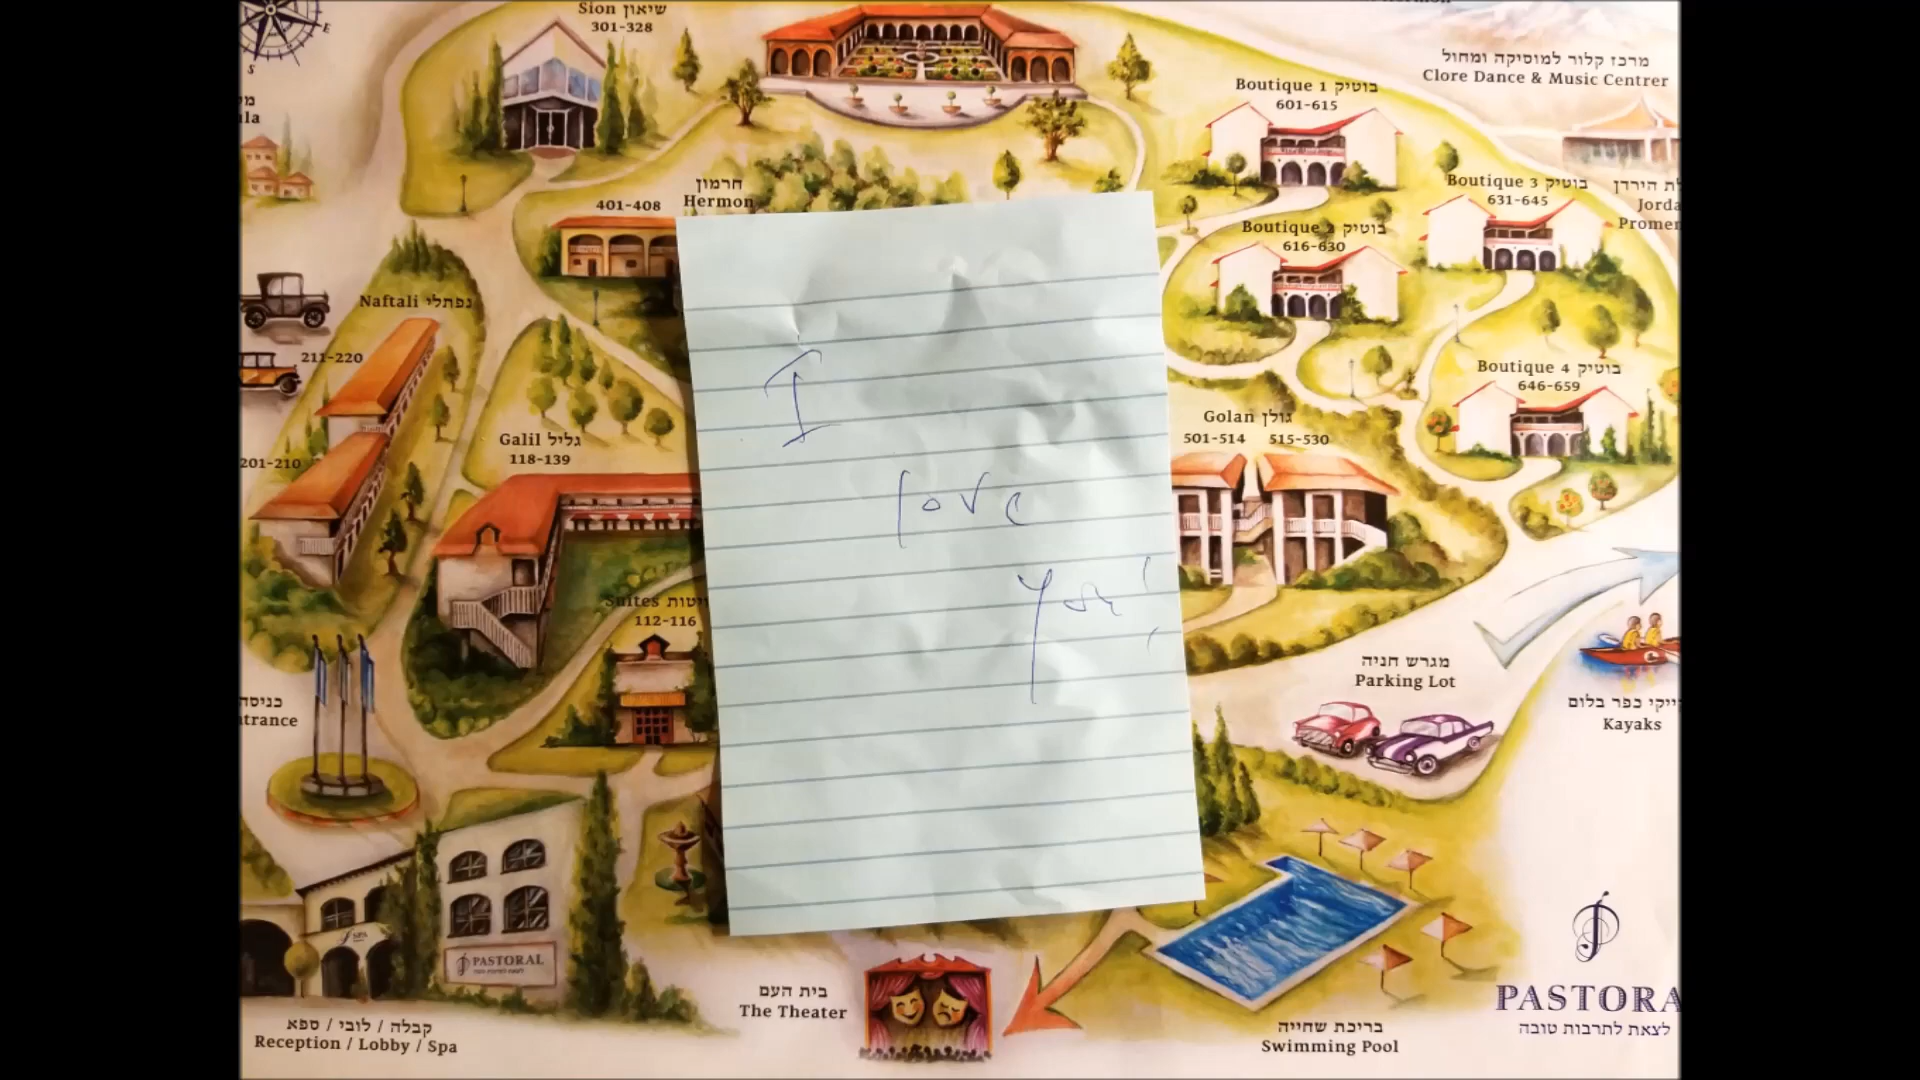 Sion שיאון
301-328
E
S
מרכז קלור למוסיקה ומחול
Clore Dance & Music Centrer
Boutique 1 בוטיק
601-615
Boutique 3 בוטיק
631-645
חרמון
Hermon
401-408
Boutique 2 בוטיק
616-630
Naftali נפתלי
211-220
Boutique 4 בוטיק
646-659
Golan גולן
501-514 515-530
Galil גליל
118-139
201-210
I
love
you!
Suites
112-116
מגרש חניה
Parking Lot
כפר בלום
Kayaks
כניסה
SPA
PASTORAL
בית העם
The Theater
קבלה / לובי / ספא
Reception / Lobby / Spa
בריכת שחייה
Swimming Pool
PASTORA
לצאת לתרבות טובה